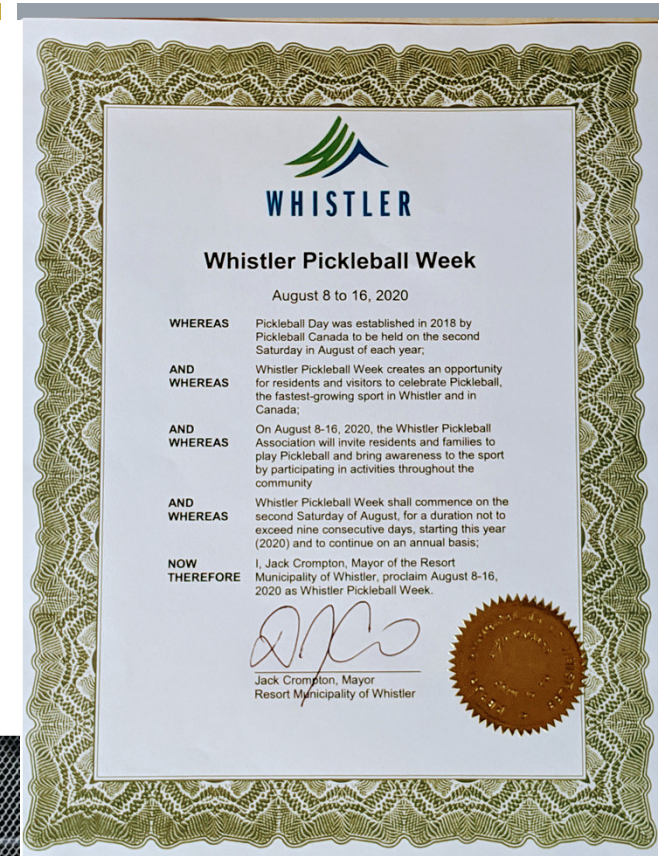 WHISTLER
Whistler Pickleball Week
August 8 to 16, 2020
WHEREAS Pickleball Day was established in 2018 by
Pickleball Canada to be held on the second
Saturday in August of each year;
AND Whistler Pickleball Week creates an opportunity
WHEREAS for residents and visitors to celebrate Pickleball,
the fastest-growing sport in Whistler and in
Canada;
AND On August 8-16, 2020, the Whistler Pickleball
WHEREAS Association will invite residents and families to
play Pickleball and bring awareness to the sport
by participating in activities throughout the
community
AND Whistler Pickleball Week shall commence on the
WHEREAS second Saturday of August, for a duration not to
exceed nine consecutive days, starting this year
(2020) and to continue on an annual basis;
NOW I, Jack Crompton, Mayor of the Resort
THEREFORE Municipality of Whistler, proclaim August 8-16,
2020 as Whistler Pickleball Week.
Jack Crompton, Mayor
Resort Municipality of Whistler